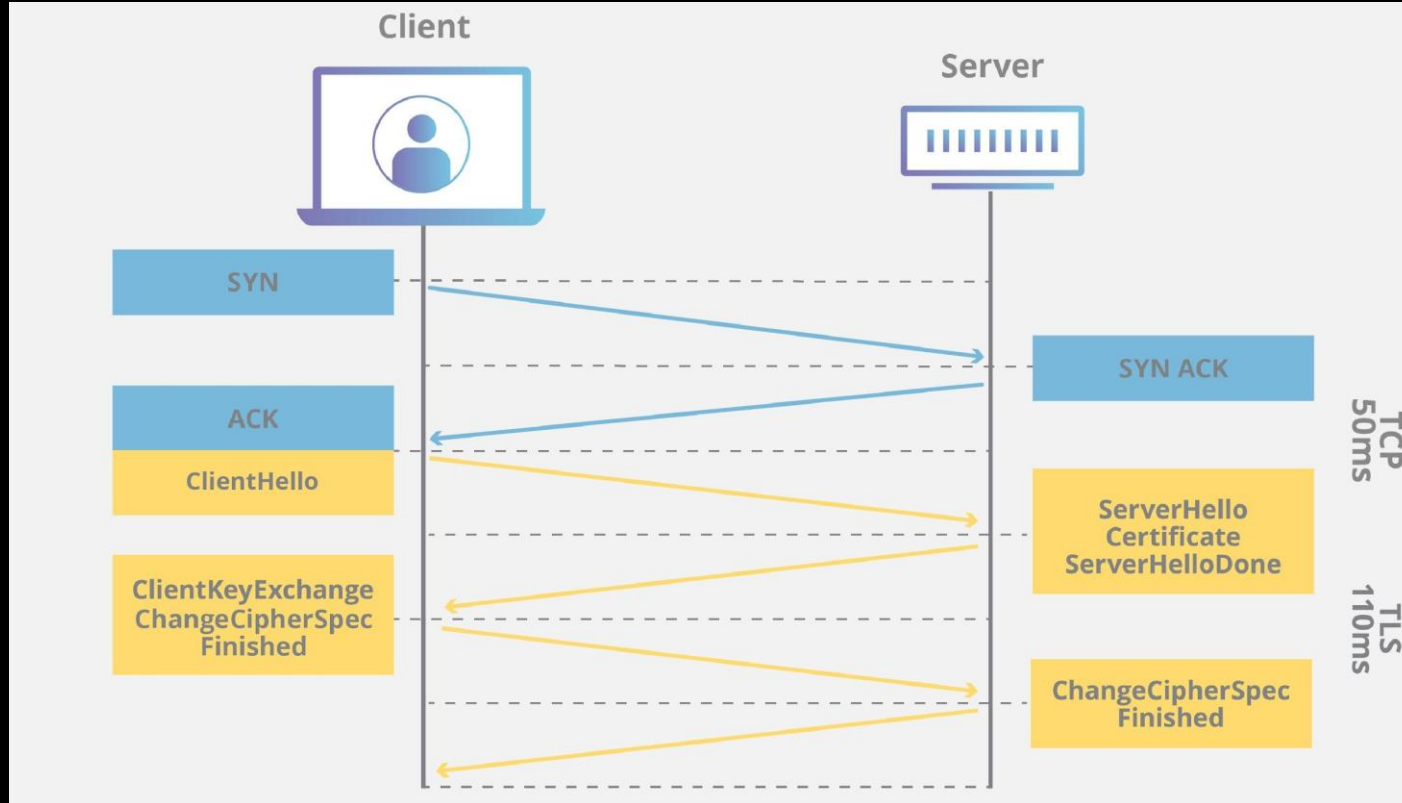 Client
Server
SYN
SYN ACK
ACK
ClientHello
TCP
50ms
ServerHello
Certificate
ServerHelloDone
ClientKeyExchange
ChangeCipherSpec
Finished
TLS
110ms
ChangeCipherSpec
Finished